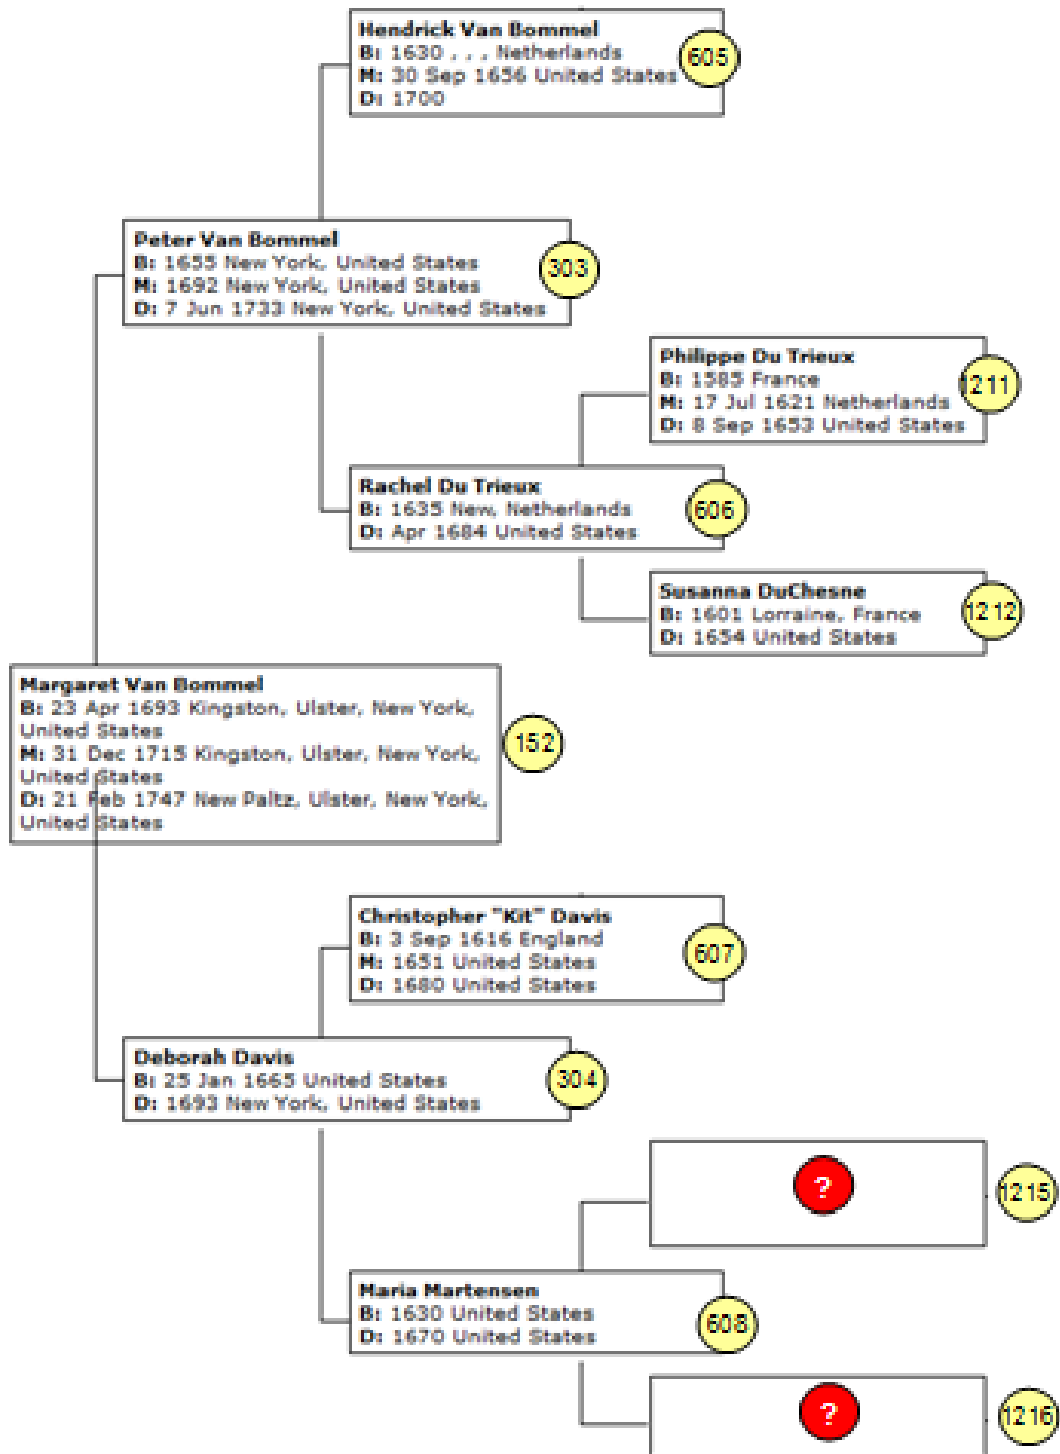 Hendrick Van Bommel
B: 1630 , , , Netherlands
M: 30 Sep 1656 United States
D: 1700
605
Peter Van Bommel
B: 1655 New York, United States
M: 1692 New York, United States
D: 7 Jun 1733 New York, United States
303
Philippe Du Trieux
B: 1585 France
M: 17 Jul 1621 Netherlands
D: 8 Sep 1653 United States
1211
Rachel Du Trieux
B: 1635 New, Netherlands
D: Apr 1684 United States
606
Susanna DuChesne
B: 1601 Lorraine, France
D: 1654 United States
1212
Margaret Van Bommel
B: 23 Apr 1693 Kingston, Ulster, New York,
United States
M: 31 Dec 1715 Kingston, Ulster, New York,
United States
D: 21 Feb 1747 New Paltz, Ulster, New York,
United States
152
Christopher "Kit" Davis
B: 3 Sep 1616 England
M: 1651 United States
D: 1680 United States
607
Deborah Davis
B: 25 Jan 1665 United States
D: 1693 New York, United States
304
?
1215
Maria Martensen
B: 1630 United States
D: 1670 United States
608
?
1216